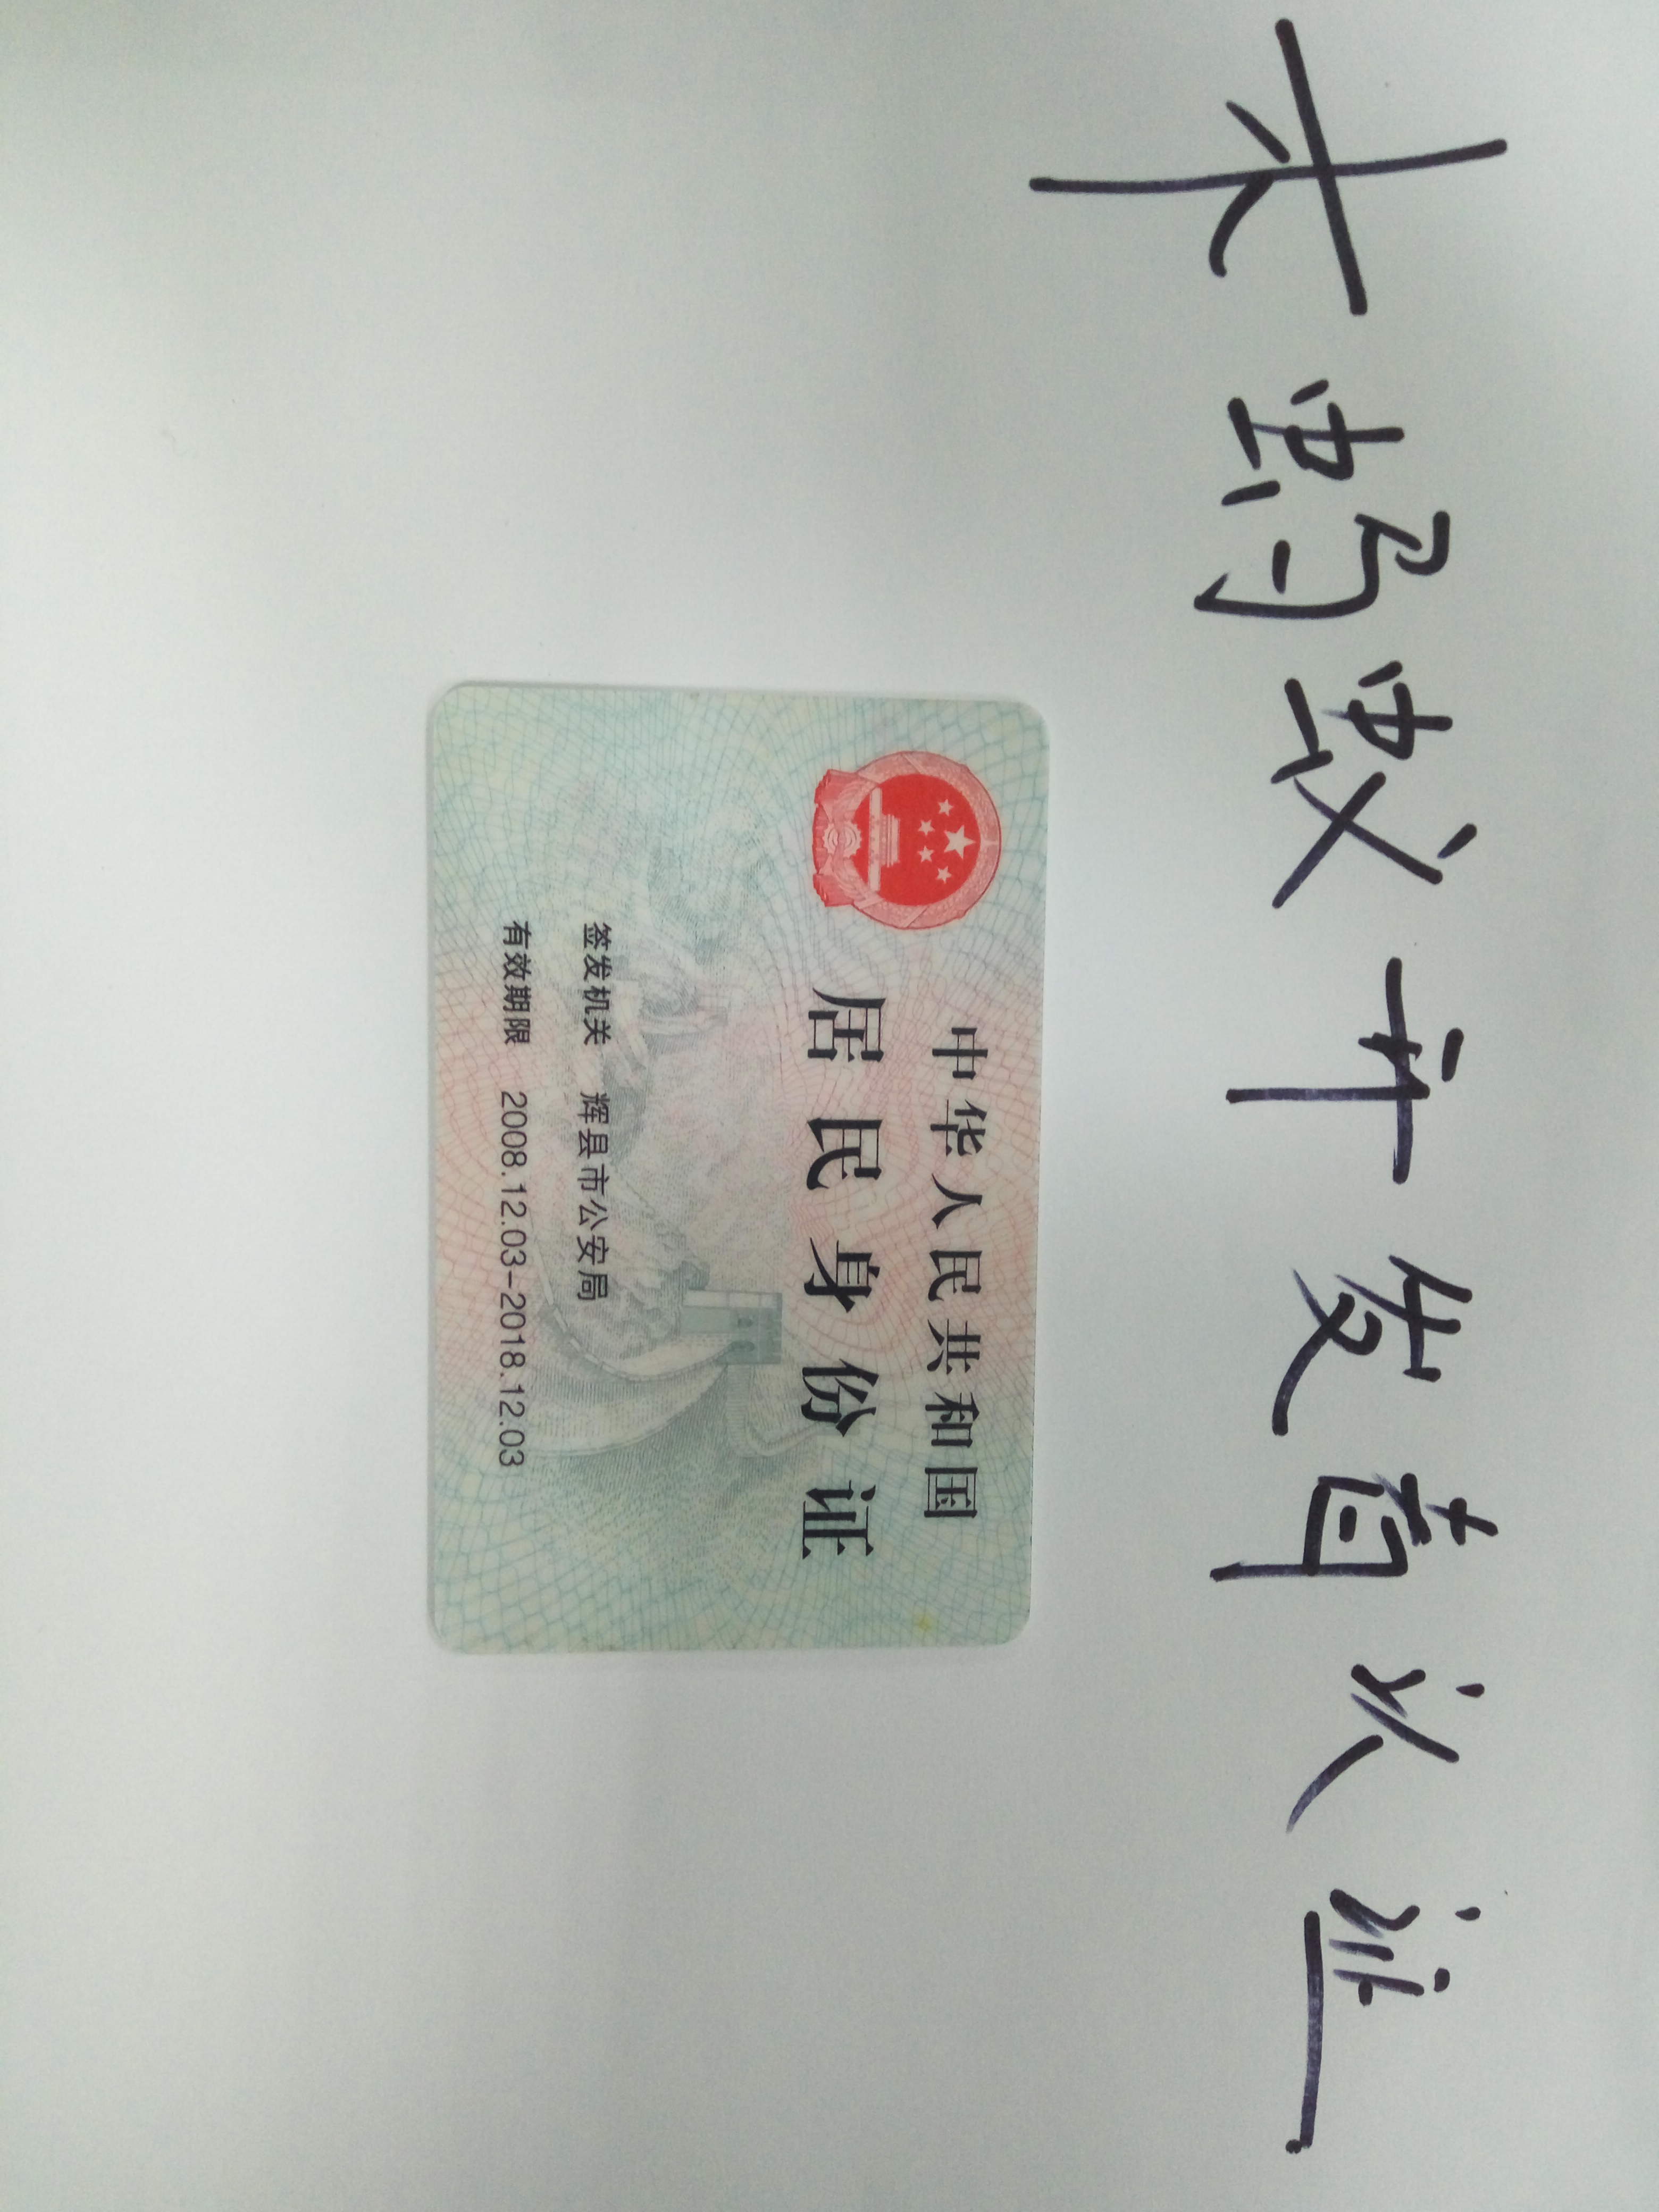 木蚂蚁开发者认证
中华人民共和国
居民身份证
签发机关 辉县市公安局
有效期限 2008.12.03-2018.12.03